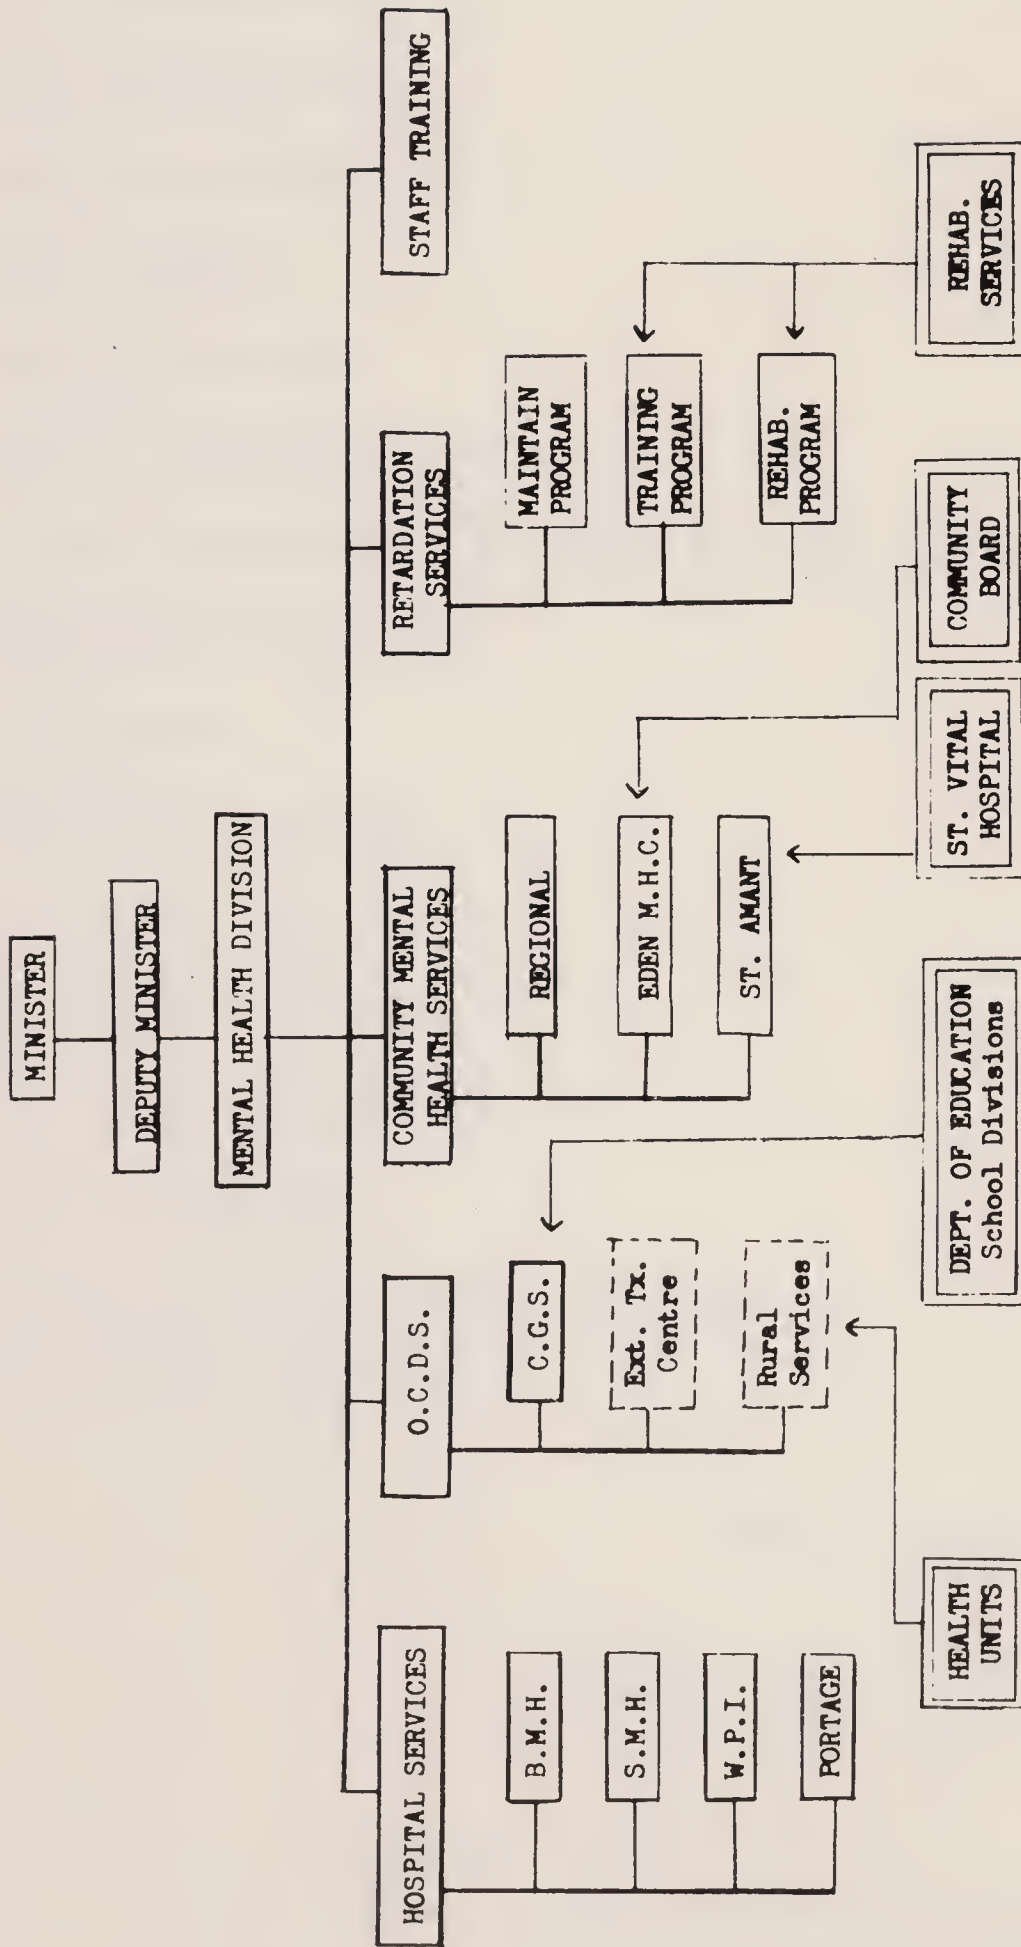 MINISTER
DEPUTY MINISTER
MENTAL HEALTH DIVISION
HOSPITAL SERVICES
B.M.H.
S.M.H.
W.P.I.
PORTAGE
O.C.D.S.
C.G.S.
Ext. Tx.
Centre
Rural
Services
COMMUNITY MENTAL
HEALTH SERVICES
REGIONAL
EDEN M.H.C.
ST. AMANT
RETARDATION
SERVICES
MAINTAIN
PROGRAM
TRAINING
PROGRAM
REHAB.
PROGRAM
STAFF TRAINING
HEALTH
UNITS
DEPT. OF EDUCATION
School Divisions
ST. VITAL
HOSPITAL
COMMUNITY
BOARD
REHAB.
SERVICES